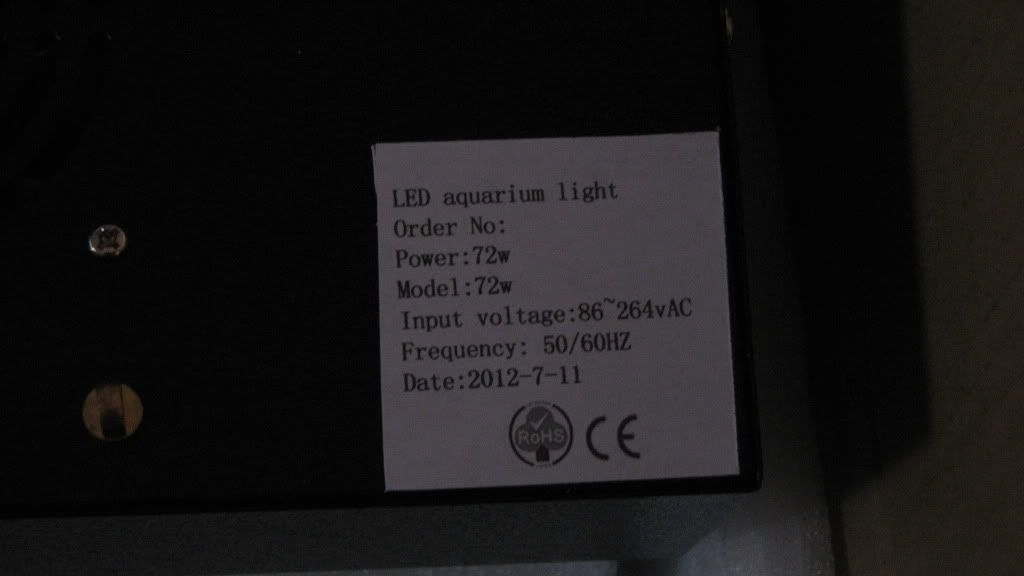 LED aquarium light
Order No:
Power:72w
Model:72w
Input voltage:86~264vAC
Frequency: 50/60HZ
Date:2012-7-11
RoHS CE